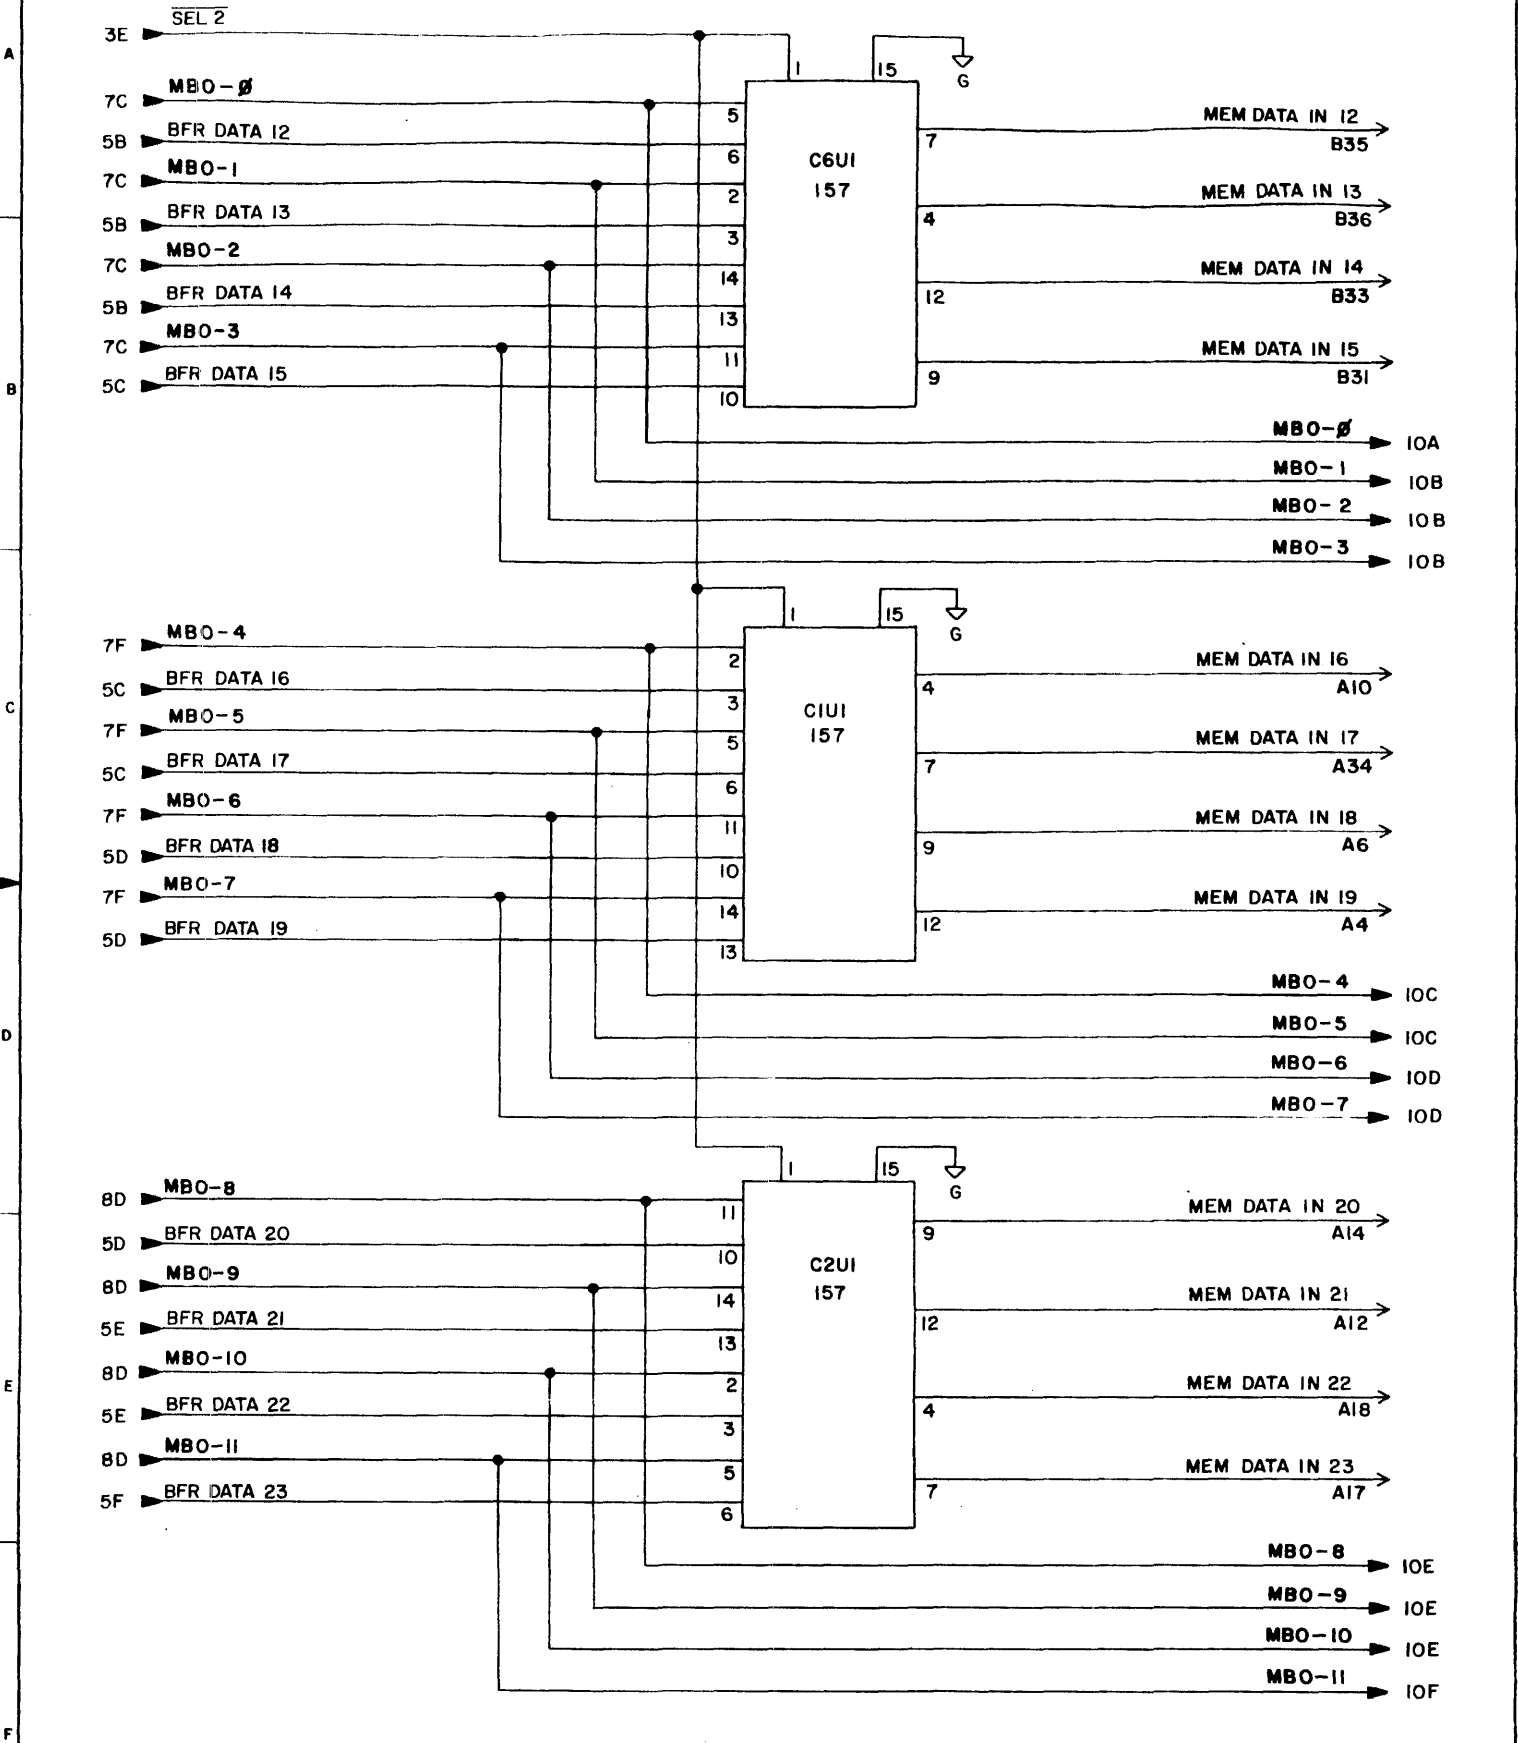 SEL 2
3E
A
1
15
G
7C MBO-Ø
5
MEM DATA IN 12
5B BFR DATA 12
6
7
B35
C6U1
157
7C MBO-1
2
MEM DATA IN 13
5B BFR DATA 13
3
4
B36
7C MBO-2
14
MEM DATA IN 14
5B BFR DATA 14
13
12
B33
7C MBO-3
11
MEM DATA IN 15
B
5C BFR DATA 15
10
9
B31
MBO-Ø 10A
MBO-1 10B
MBO-2 10B
MBO-3 10B
1
15
G
7F MBO-4
2
MEM DATA IN 16
5C BFR DATA 16
3
4
A10
C
C1U1
157
7F MBO-5
5
MEM DATA IN 17
5C BFR DATA 17
6
7
A34
7F MBO-6
11
MEM DATA IN 18
5D BFR DATA 18
10
9
A6
7F MBO-7
14
MEM DATA IN 19
5D BFR DATA 19
13
12
A4
MBO-4 10C
D
MBO-5 10C
MBO-6 10D
MBO-7 10D
1
15
G
8D MBO-8
11
MEM DATA IN 20
5D BFR DATA 20
10
9
A14
C2U1
157
8D MBO-9
14
MEM DATA IN 21
5E BFR DATA 21
13
12
A12
8D MBO-10
2
MEM DATA IN 22
E
5E BFR DATA 22
3
4
A18
8D MBO-11
5
MEM DATA IN 23
5F BFR DATA 23
6
7
A17
MBO-8 10E
MBO-9 10E
MBO-10 10E
MBO-11 10F
F